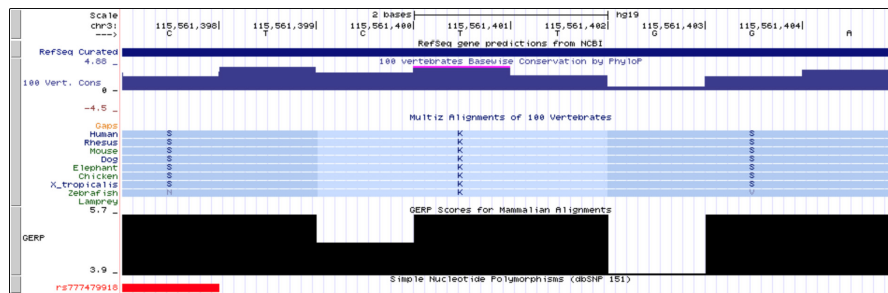 Scale 2 bases hg19
chr3: 115,561,398| 115,561,399| 115,561,400 115,561,401| 115,561,402 115,561,403| 115,561,404|
---> C T C T T G G A
RefSeq gene predictions from NCBI
RefSeq Curated
4.88 _ 100 vertebrates Basewise Conservation by PhyloP
100 Vert. Cons
0 -
-4.5 _
Multiz Alignments of 100 Vertebrates
Gaps
Human S K S
Rhesus S K S
Mouse S K S
Dog S K S
Elephant S K S
Chicken S K S
X_tropicalis S K S
Zebrafish N K V
Lamprey
5.7 _ GERP Scores for Mammalian Alignments
GERP
3.9 _
Simple Nucleotide Polymorphisms (dbSNP 151)
rs777479918